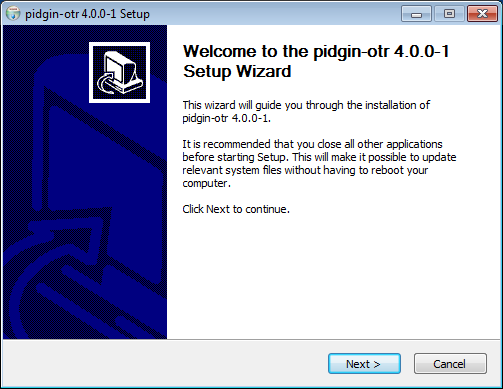 pidgin-otr 4.0.0-1 Setup
Welcome to the pidgin-otr 4.0.0-1
Setup Wizard
This wizard will guide you through the installation of
pidgin-otr 4.0.0-1.
It is recommended that you close all other applications
before starting Setup. This will make it possible to update
relevant system files without having to reboot your
computer.
Click Next to continue.
Next >
Cancel